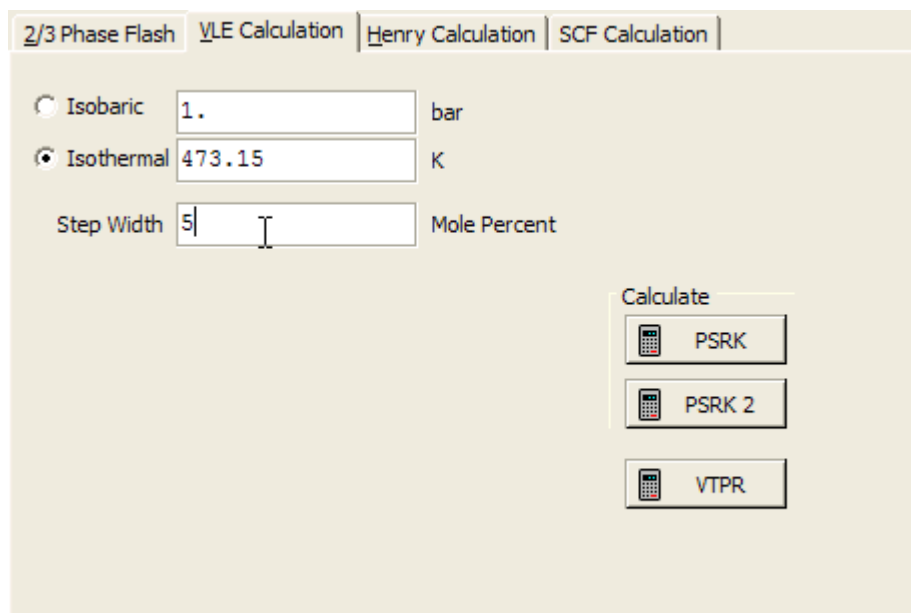 2/3 Phase Flash VLE Calculation Henry Calculation SCF Calculation
Isobaric 1. bar
Isothermal 473.15 K
Step Width 5 Mole Percent
Calculate
PSRK
PSRK 2
VTPR